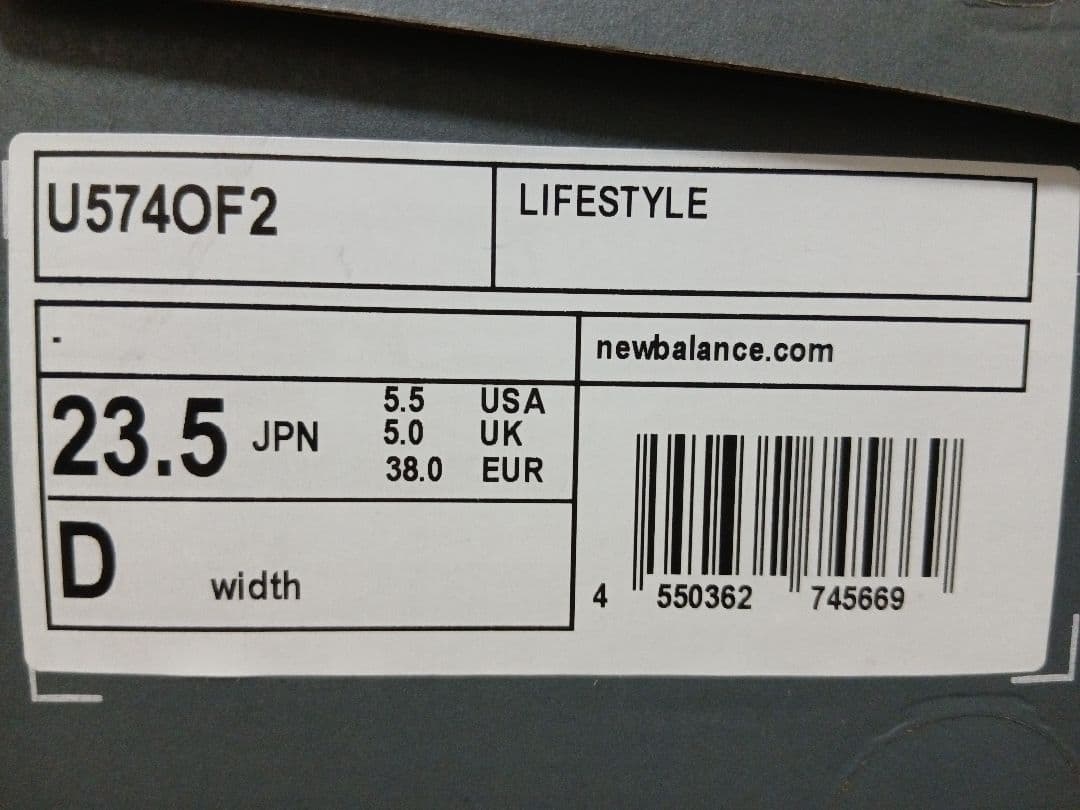 U574OF2
LIFESTYLE
.
newbalance.com
23.5 JPN
5.5 USA
5.0 UK
38.0 EUR
D width
4 550362 745669